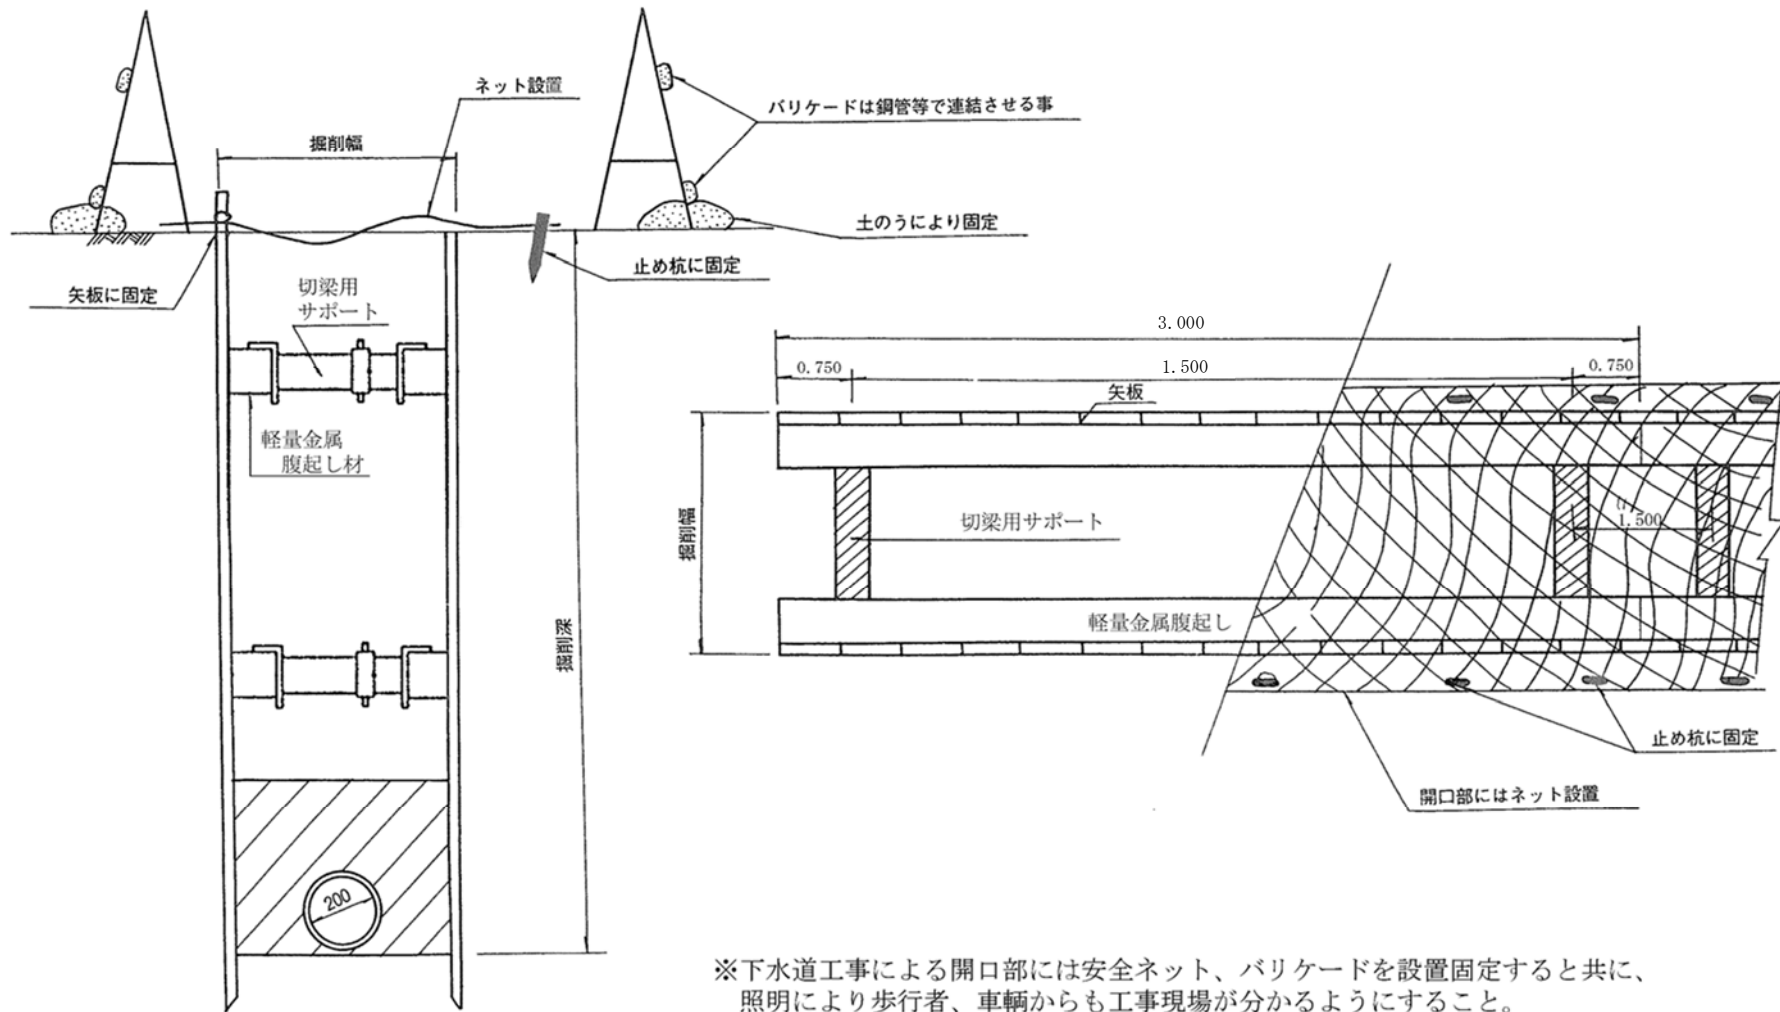 ネット設置
バリケードは鋼管等で連結させる事
掘削幅
土のうにより固定
止め杭に固定
矢板に固定
切梁用
サポート
軽量金属
腹起し材
掘削深
200
3.000
0.750
1.500
0.750
矢板
掘削幅
切梁用サポート
1.500
軽量金属腹起し
止め杭に固定
開口部にはネット設置
※下水道工事による開口部には安全ネット、バリケードを設置固定すると共に、
照明により歩行者、車輌からも工事現場が分かるようにすること。